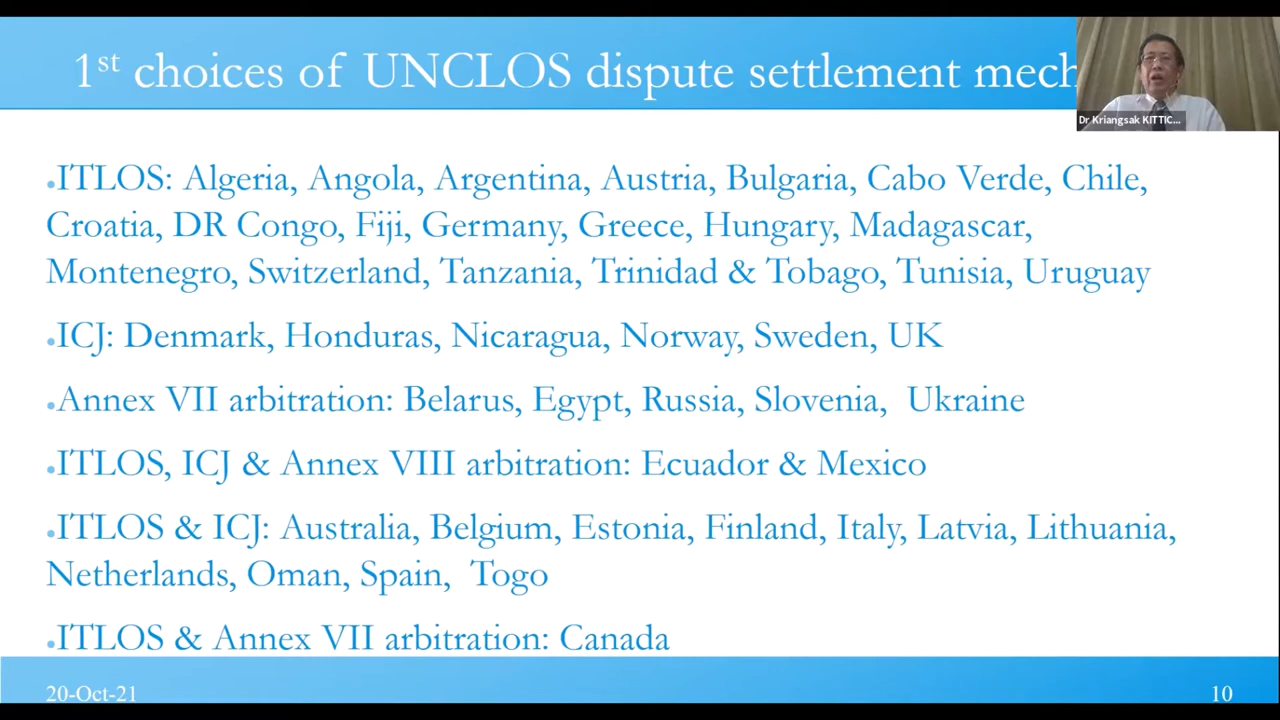 1st choices of UNCLOS dispute settlement mech
Dr Kriangsak KITTIC...
•ITLOS: Algeria, Angola, Argentina, Austria, Bulgaria, Cabo Verde, Chile,
Croatia, DR Congo, Fiji, Germany, Greece, Hungary, Madagascar,
Montenegro, Switzerland, Tanzania, Trinidad & Tobago, Tunisia, Uruguay
•ICJ: Denmark, Honduras, Nicaragua, Norway, Sweden, UK
•Annex VII arbitration: Belarus, Egypt, Russia, Slovenia, Ukraine
•ITLOS, ICJ & Annex VIII arbitration: Ecuador & Mexico
•ITLOS & ICJ: Australia, Belgium, Estonia, Finland, Italy, Latvia, Lithuania,
Netherlands, Oman, Spain, Togo
•ITLOS & Annex VII arbitration: Canada
20-Oct-21
10